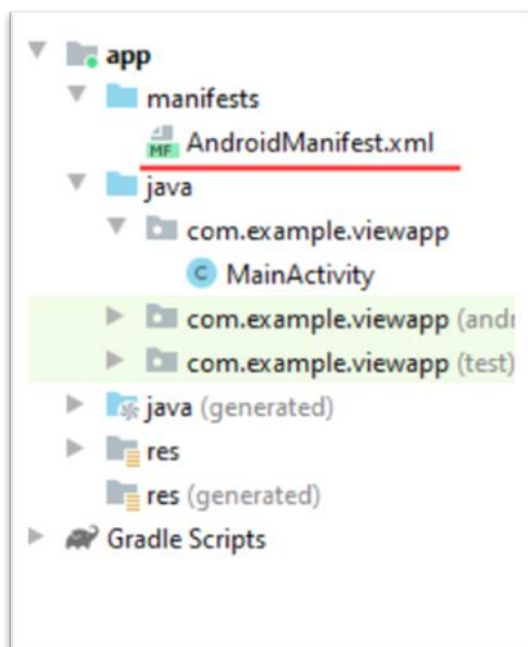 app
manifests
MF AndroidManifest.xml
java
com.example.viewapp
C MainActivity
com.example.viewapp (andr
com.example.viewapp (test)
java (generated)
res
res (generated)
Gradle Scripts